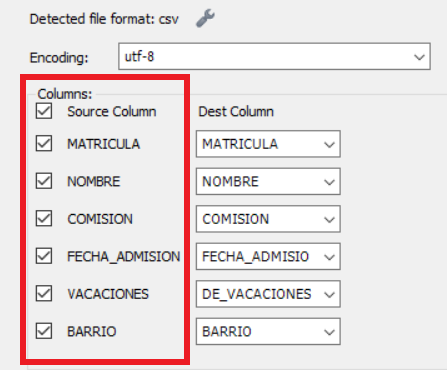 Detected file format: csv
Encoding: utf-8
Columns:
Source Column Dest Column
MATRICULA MATRICULA
NOMBRE NOMBRE
COMISION COMISION
FECHA_ADMISION FECHA_ADMISIO
VACACIONES DE_VACACIONES
BARRIO BARRIO